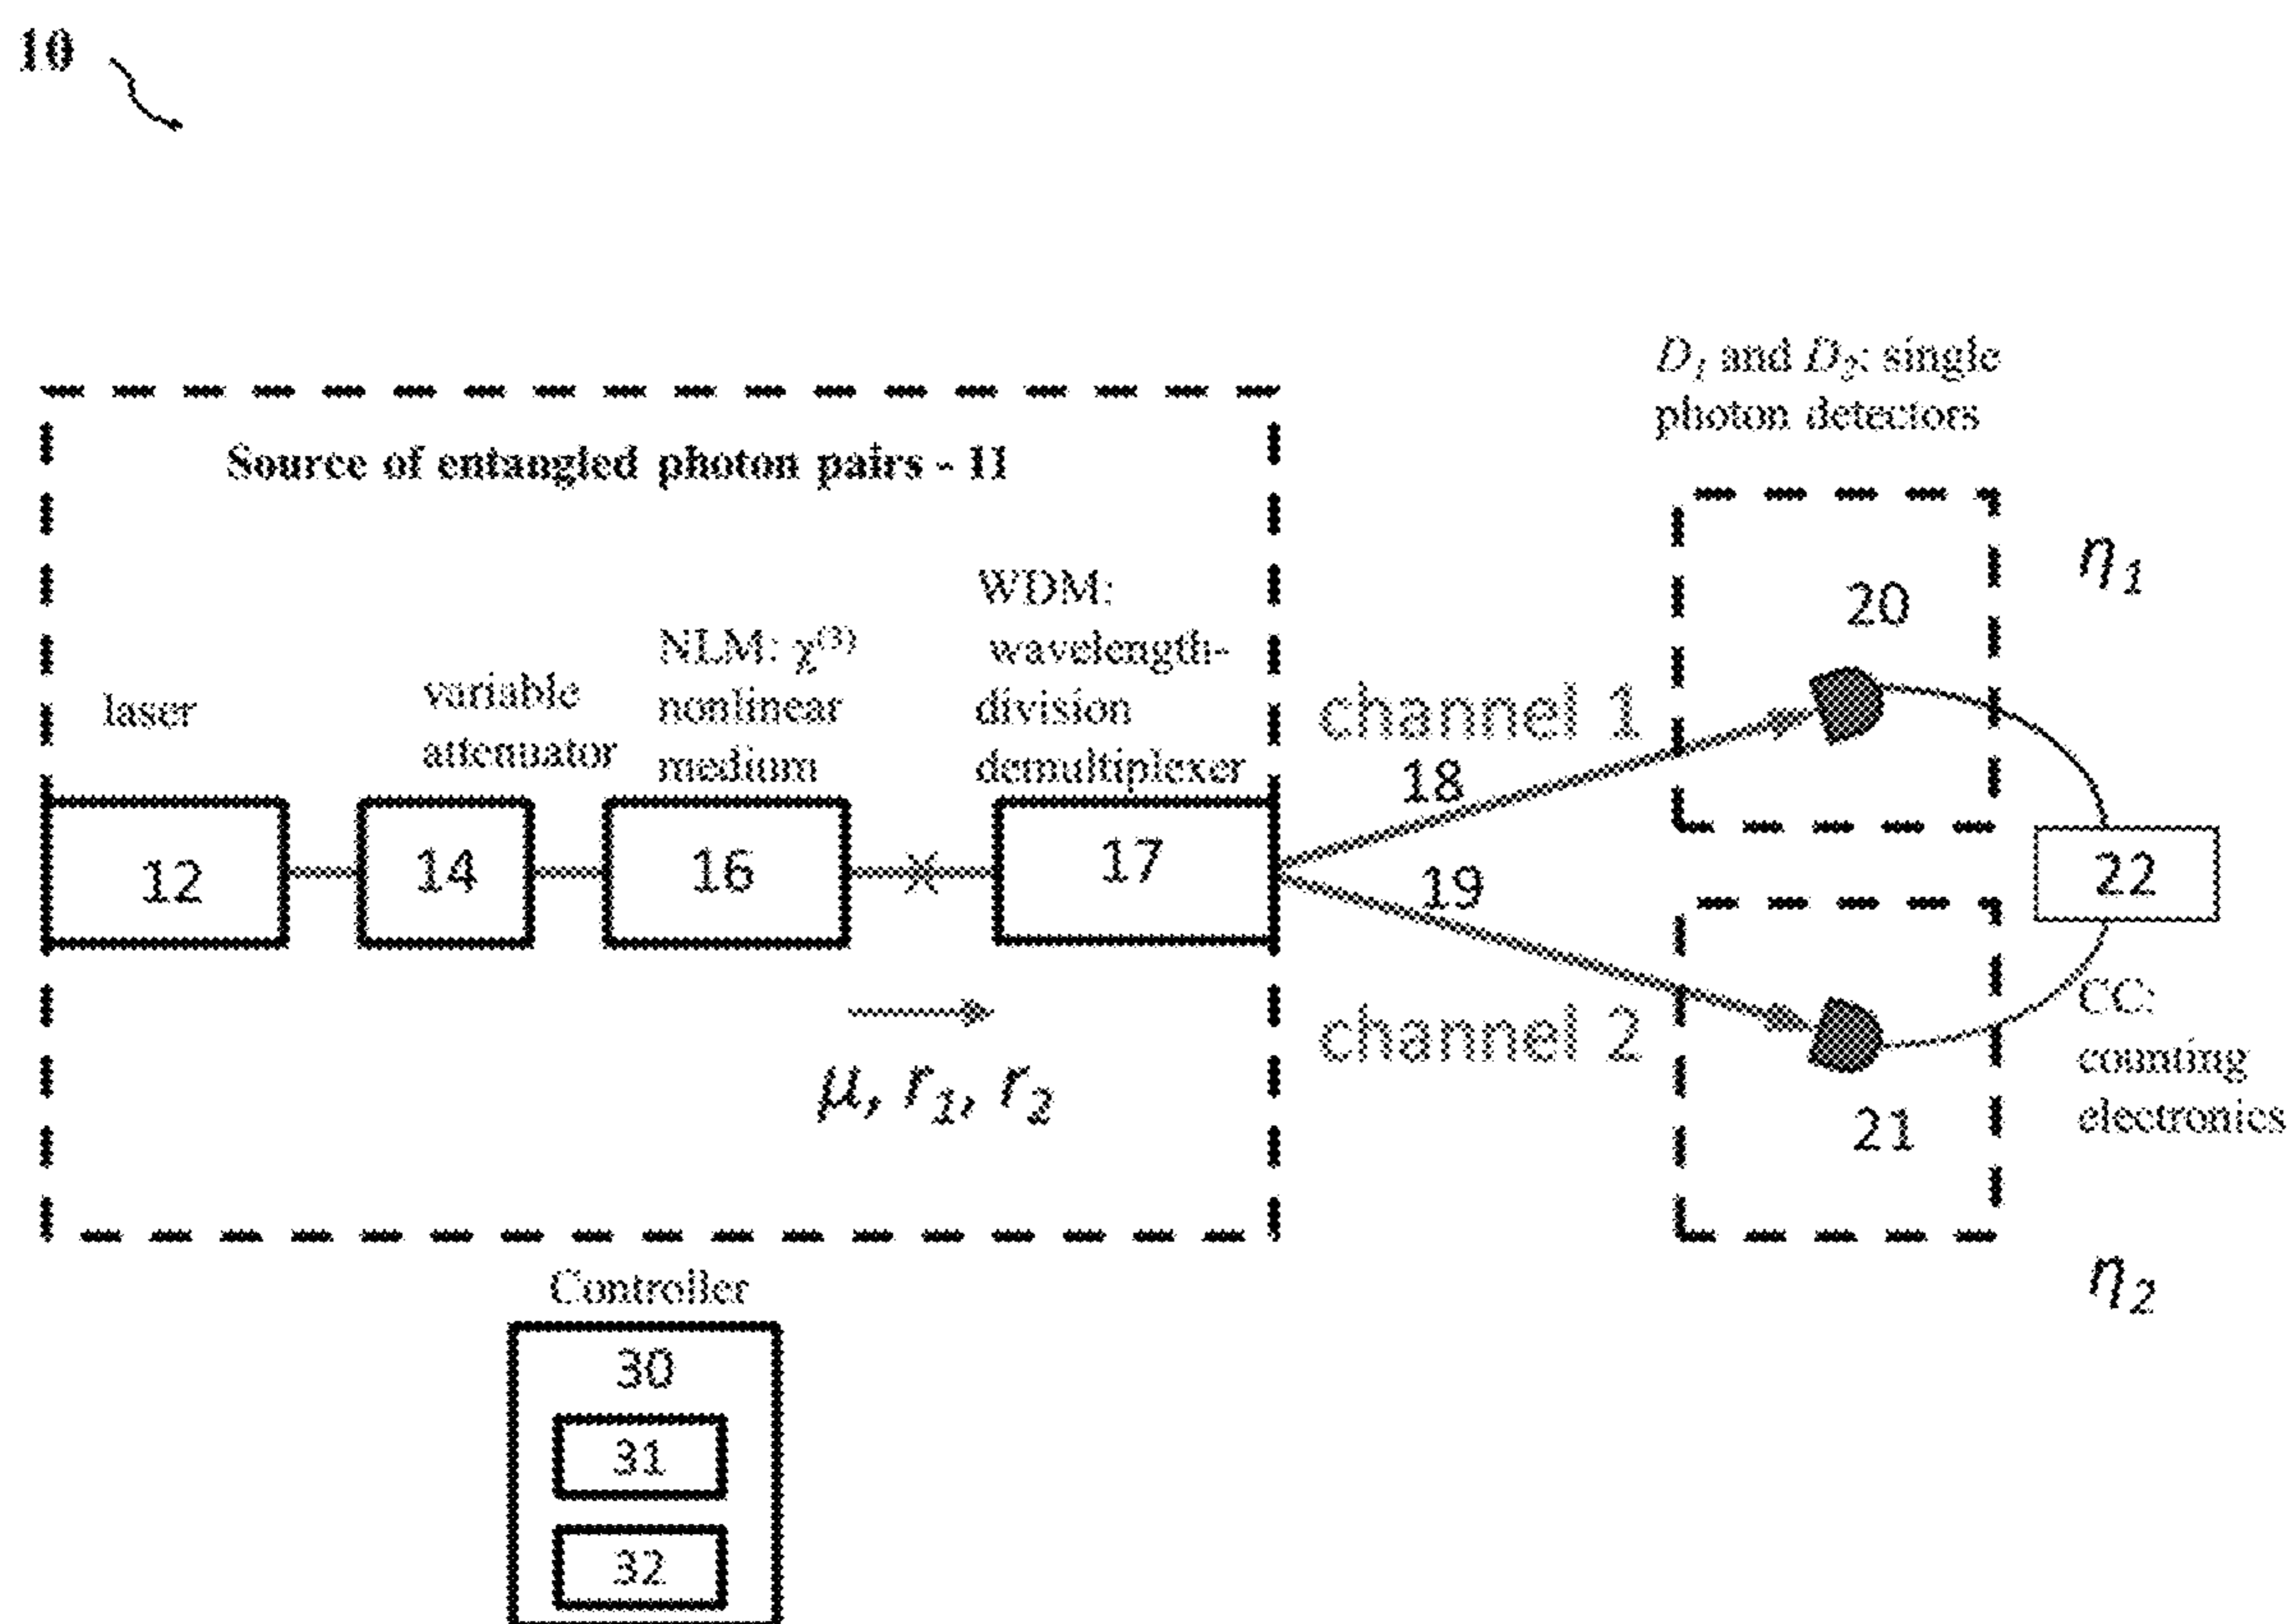 10
D1 and D2: single
photon detectors
Source of entangled photon pairs - II
η1
WDM:
wavelength-
division
demultiplexer
20
NLM: χ(3)
nonlinear
medium
variable
attenuator
laser
channel 1
18
12
14
16
17
19
22
channel 2
CC:
counting
electronics
μ, r1, r2
21
η2
Controller
30
31
32